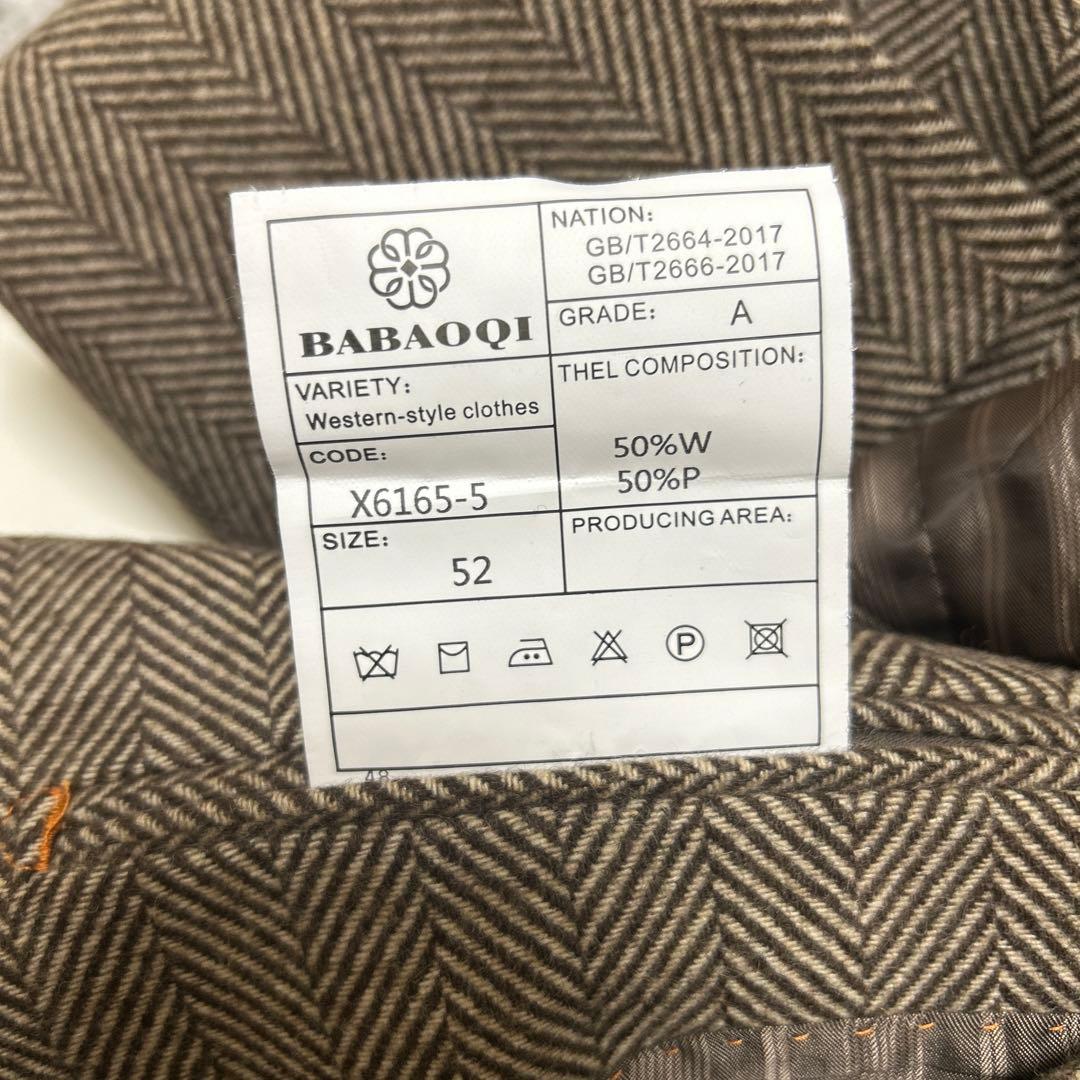 BABAOQI
NATION:
GB/T2664-2017
GB/T2666-2017
GRADE: A
VARIETY:
Western-style clothes
THEL COMPOSITION:
50%W
50%P
CODE:
X6165-5
SIZE:
52
PRODUCING AREA:
P
48